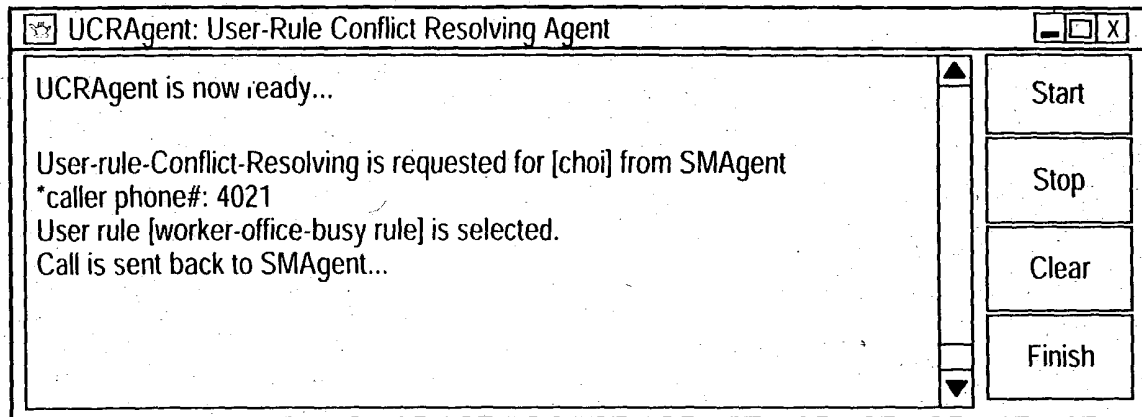 UCRAgent: User-Rule Conflict Resolving Agent
X
UCRAgent is now ready...
User-rule-Conflict-Resolving is requested for [choi] from SMAgent
*caller phone#: 4021
User rule [worker-office-busy rule] is selected.
Call is sent back to SMAgent...
Start
Stop
Clear
Finish